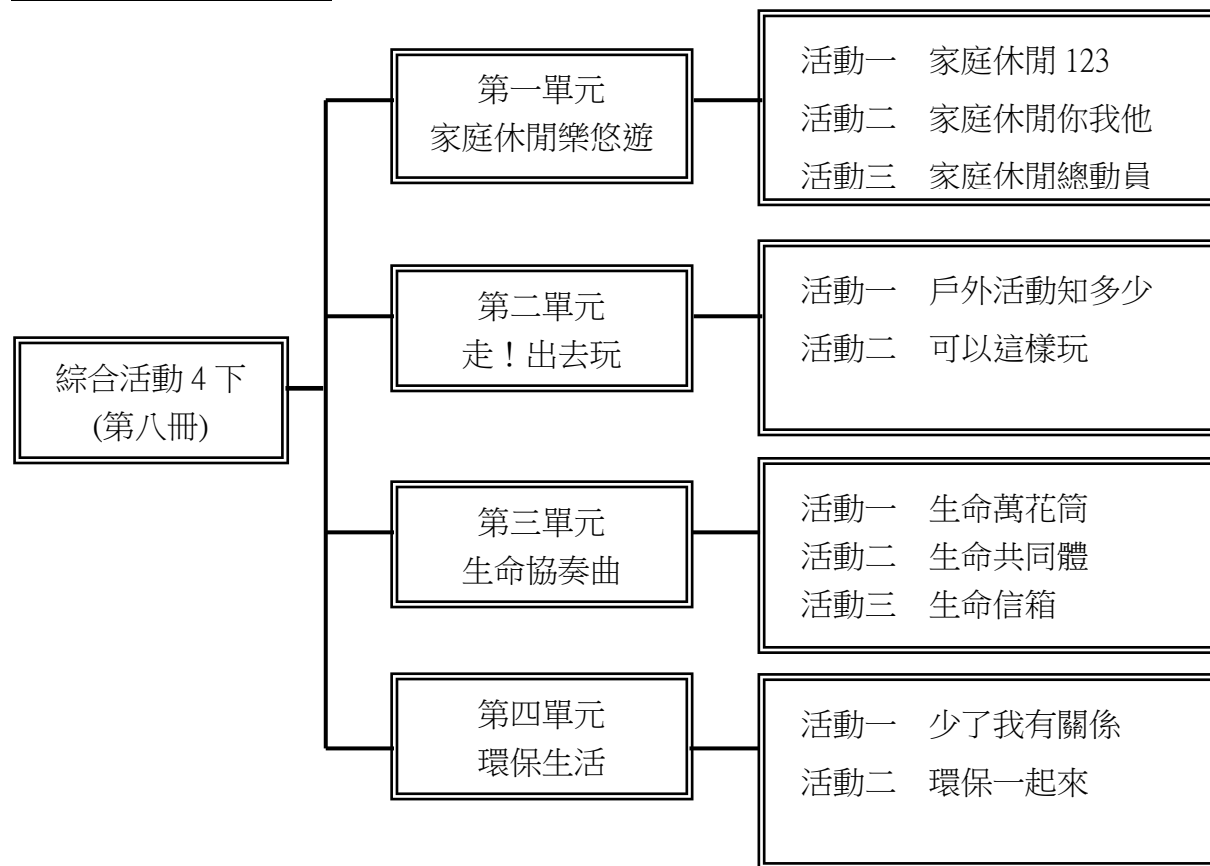 綜合活動 4 下
(第八冊)
第一單元
家庭休閒樂悠遊
活動一 家庭休閒 123
活動二 家庭休閒你我他
活動三 家庭休閒總動員
第二單元
走！出去玩
活動一 戶外活動知多少
活動二 可以這樣玩
第三單元
生命協奏曲
活動一 生命萬花筒
活動二 生命共同體
活動三 生命信箱
第四單元
環保生活
活動一 少了我有關係
活動二 環保一起來